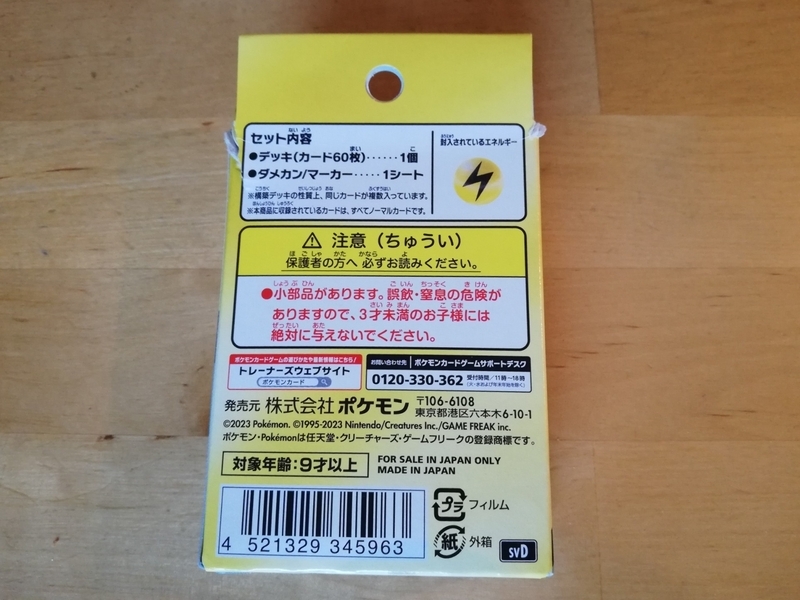 セット内容
●デッキ(カード60枚)‥‥‥1個
●ダメカン/マーカー‥‥‥1シート
※構築デッキの性質上、同じカードが複数入っています。
※本商品に収録されているカードは、すべてノーマルカードです。
封入されているエネルギー
⚠ 注意(ちゅうい)
保護者の方へ 必ずお読みください。
●小部品があります。誤飲・窒息の危険が
ありますので、3才未満のお子様には
絶対に与えないでください。
ポケモンカードゲームの遊びかたや最新情報はこちら!
トレーナーズウェブサイト
ポケモンカード
お問い合わせ先 ポケモンカードゲームサポートデスク
0120-330-362 受付時間/11時〜18時
発売元 株式会社 ポケモン 〒106-6108
東京都港区六本木6-10-1
©2023 Pokémon. ©1995-2023 Nintendo/Creatures Inc./GAME FREAK inc.
ポケモン・Pokémonは任天堂・クリーチャーズ・ゲームフリークの登録商標です。
対象年齢:9才以上
FOR SALE IN JAPAN ONLY
MADE IN JAPAN
4 521329 345963
プラ フィルム
紙 外箱
svD